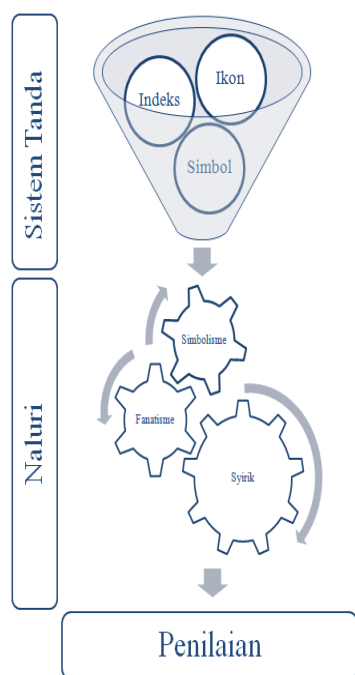 Sistem Tanda
Ikon
Indeks
Simbol
Naluri
Simbolisme
Fanatisme
Syirik
Penilaian